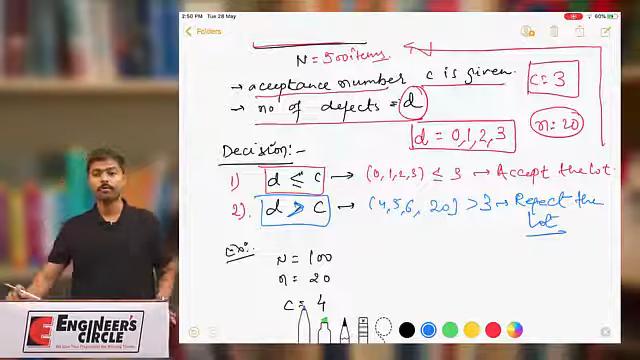 2:50 PM Tue 28 May
60%
Folders
N = 500 items
→ aceptance number c is given.
c = 3
→ no of defects = d
n = 20
d = 0,1,2,3
Decision:-
1) d ≤ c → (0,1,2,3) ≤ 3 → Accept the lot.
2). d > c → (4,5,6, 20) > 3 → Reject the
lot
Ex:-
N = 100
n = 20
c = 4
ENGINEER'S
CIRCLE